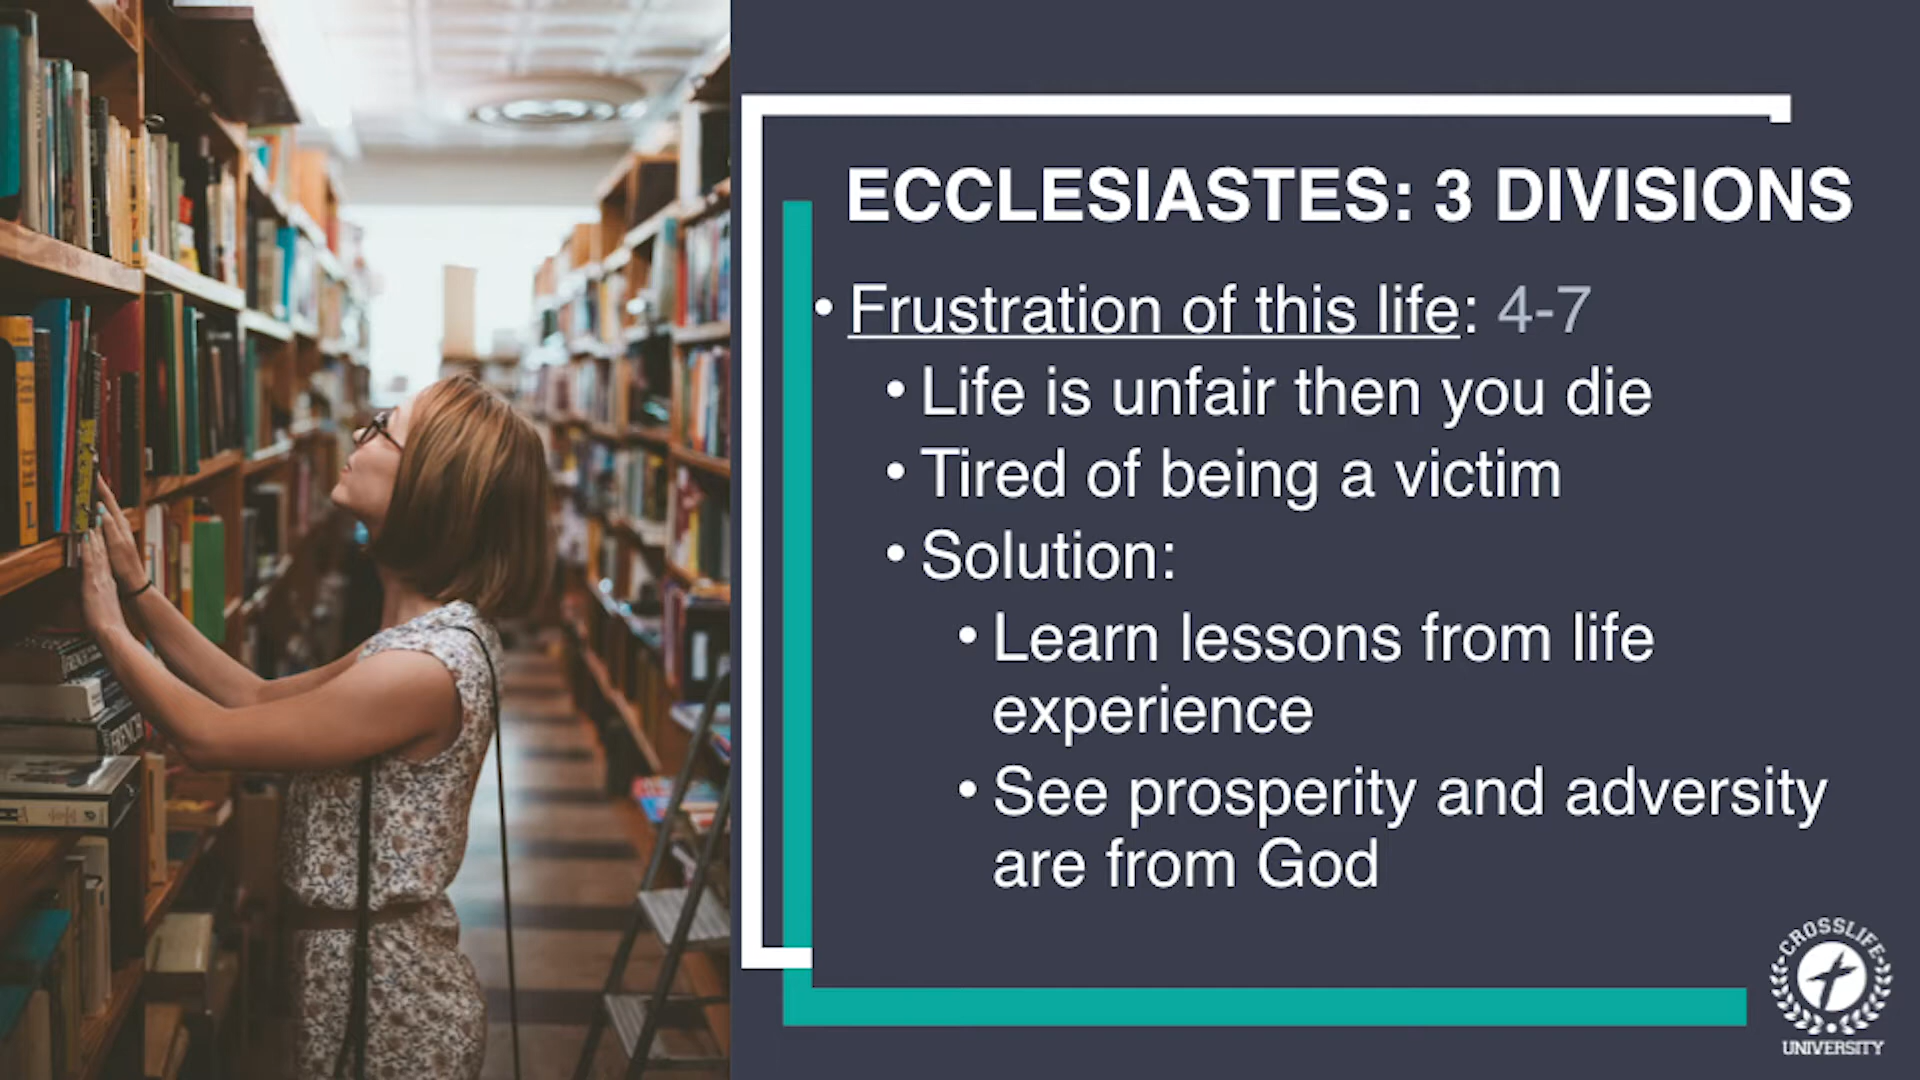 ECCLESIASTES: 3 DIVISIONS
• Frustration of this life: 4-7
• Life is unfair then you die
• Tired of being a victim
• Solution:
• Learn lessons from life
experience
• See prosperity and adversity
are from God
CROSSLIFE
UNIVERSITY
FRENCH